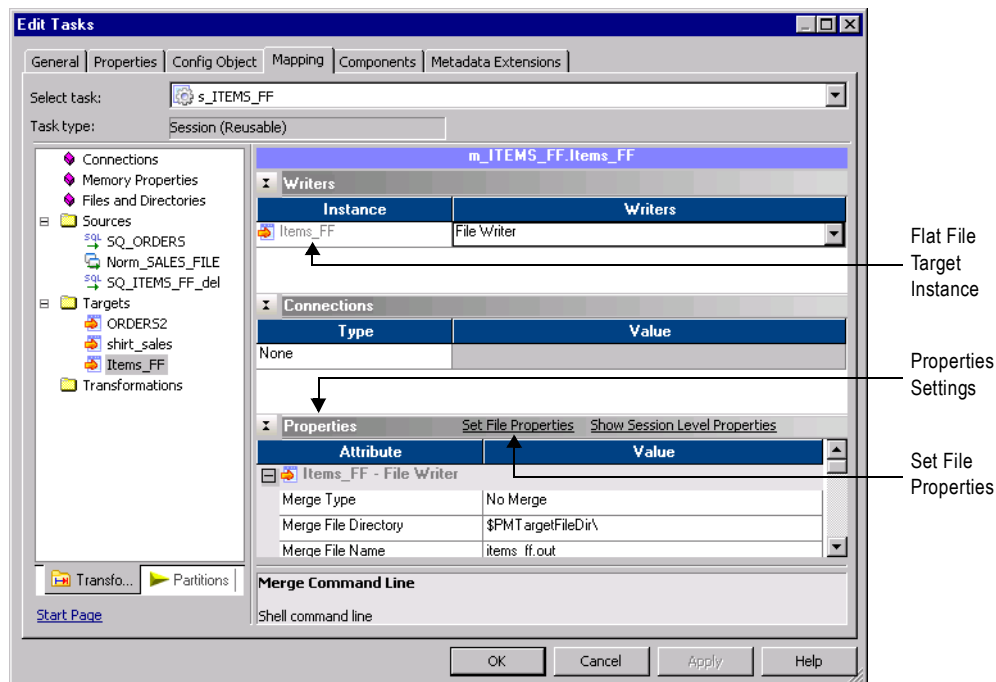 Edit Tasks
General Properties Config Object Mapping Components Metadata Extensions
Select task: s_ITEMS_FF
Task type: Session (Reusable)
Connections
Memory Properties
Files and Directories
Sources
SQL SQ_ORDERS
Norm_SALES_FILE
SQL SQ_ITEMS_FF_del
Targets
ORDERS2
shirt_sales
Items_FF
Transformations
Transfo... Partitions
Start Page
m_ITEMS_FF.Items_FF
Writers
Instance Writers
Items_FF File Writer
Connections
Type Value
None
Properties Set File Properties Show Session Level Properties
Attribute Value
Items_FF - File Writer
Merge Type No Merge
Merge File Directory $PMTargetFileDir\
Merge File Name items_ff.out
Merge Command Line
Shell command line
OK Cancel Apply Help
Flat File
Target
Instance
Properties
Settings
Set File
Properties